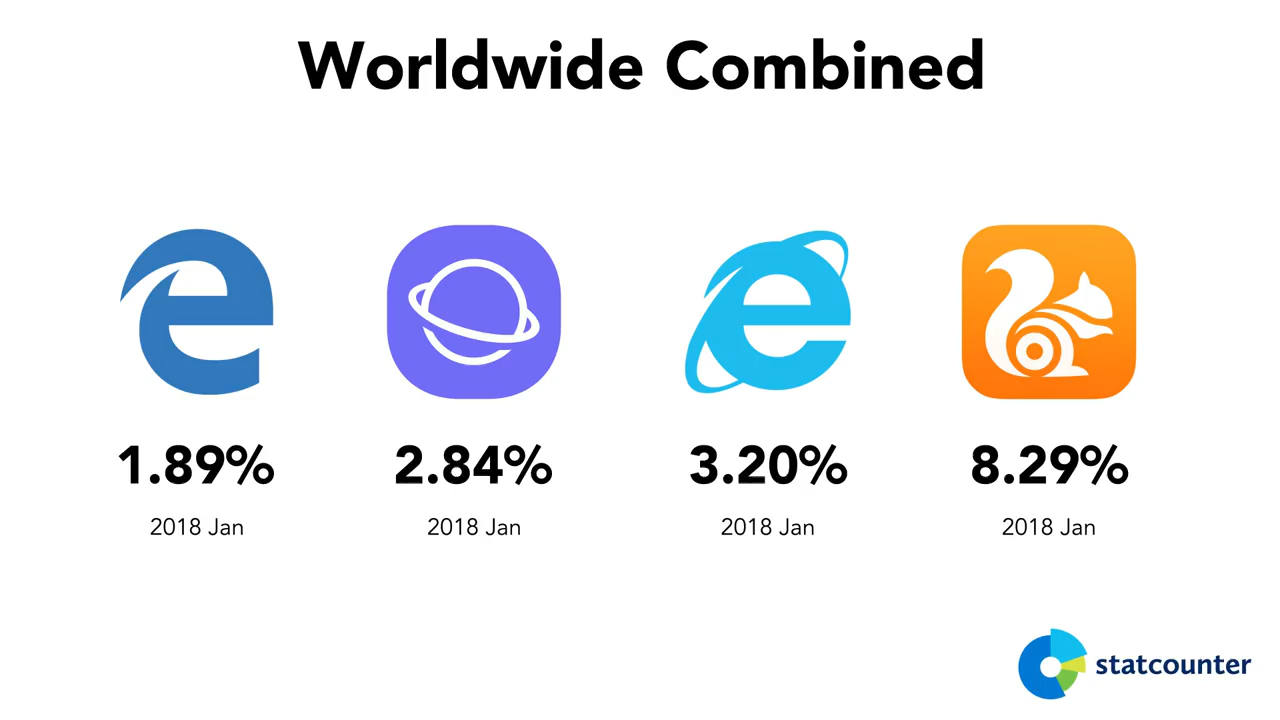 Worldwide Combined
1.89% 2.84% 3.20% 8.29%
2018 Jan 2018 Jan 2018 Jan 2018 Jan
statcounter